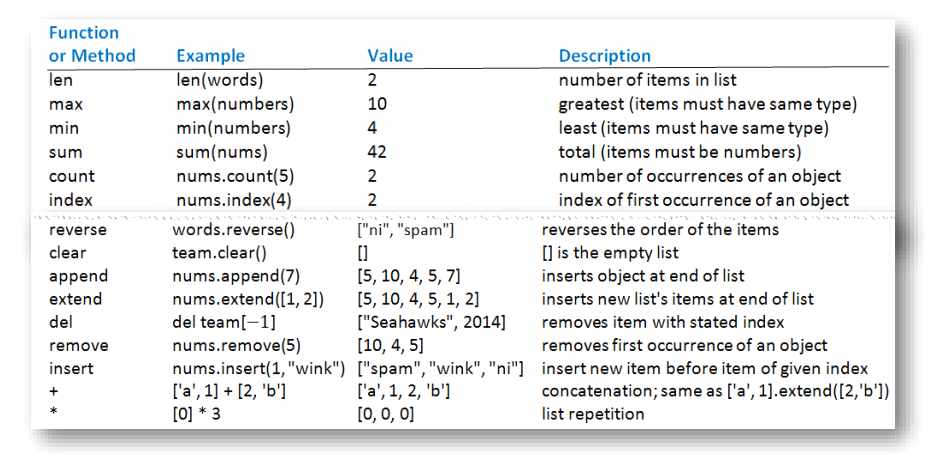 Function
or Method Example Value Description
len len(words) 2 number of items in list
max max(numbers) 10 greatest (items must have same type)
min min(numbers) 4 least (items must have same type)
sum sum(nums) 42 total (items must be numbers)
count nums.count(5) 2 number of occurrences of an object
index nums.index(4) 2 index of first occurrence of an object
reverse words.reverse() ["ni", "spam"] reverses the order of the items
clear team.clear() [] [] is the empty list
append nums.append(7) [5, 10, 4, 5, 7] inserts object at end of list
extend nums.extend([1, 2]) [5, 10, 4, 5, 1, 2] inserts new list's items at end of list
del del team[−1] ["Seahawks", 2014] removes item with stated index
remove nums.remove(5) [10, 4, 5] removes first occurrence of an object
insert nums.insert(1,"wink") ["spam", "wink", "ni"] insert new item before item of given index
+ ['a', 1] + [2, 'b'] ['a', 1, 2, 'b'] concatenation; same as ['a', 1].extend([2,'b'])
* [0] * 3 [0, 0, 0] list repetition